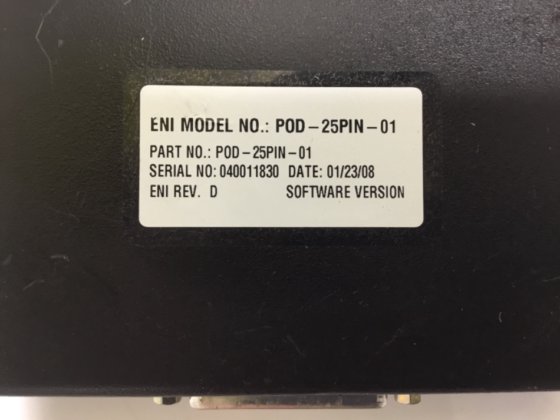 ENI MODEL NO.: POD-25PIN-01
PART NO.: POD-25PIN-01
SERIAL NO: 040011830 DATE: 01/23/08
ENI REV. D SOFTWARE VERSION